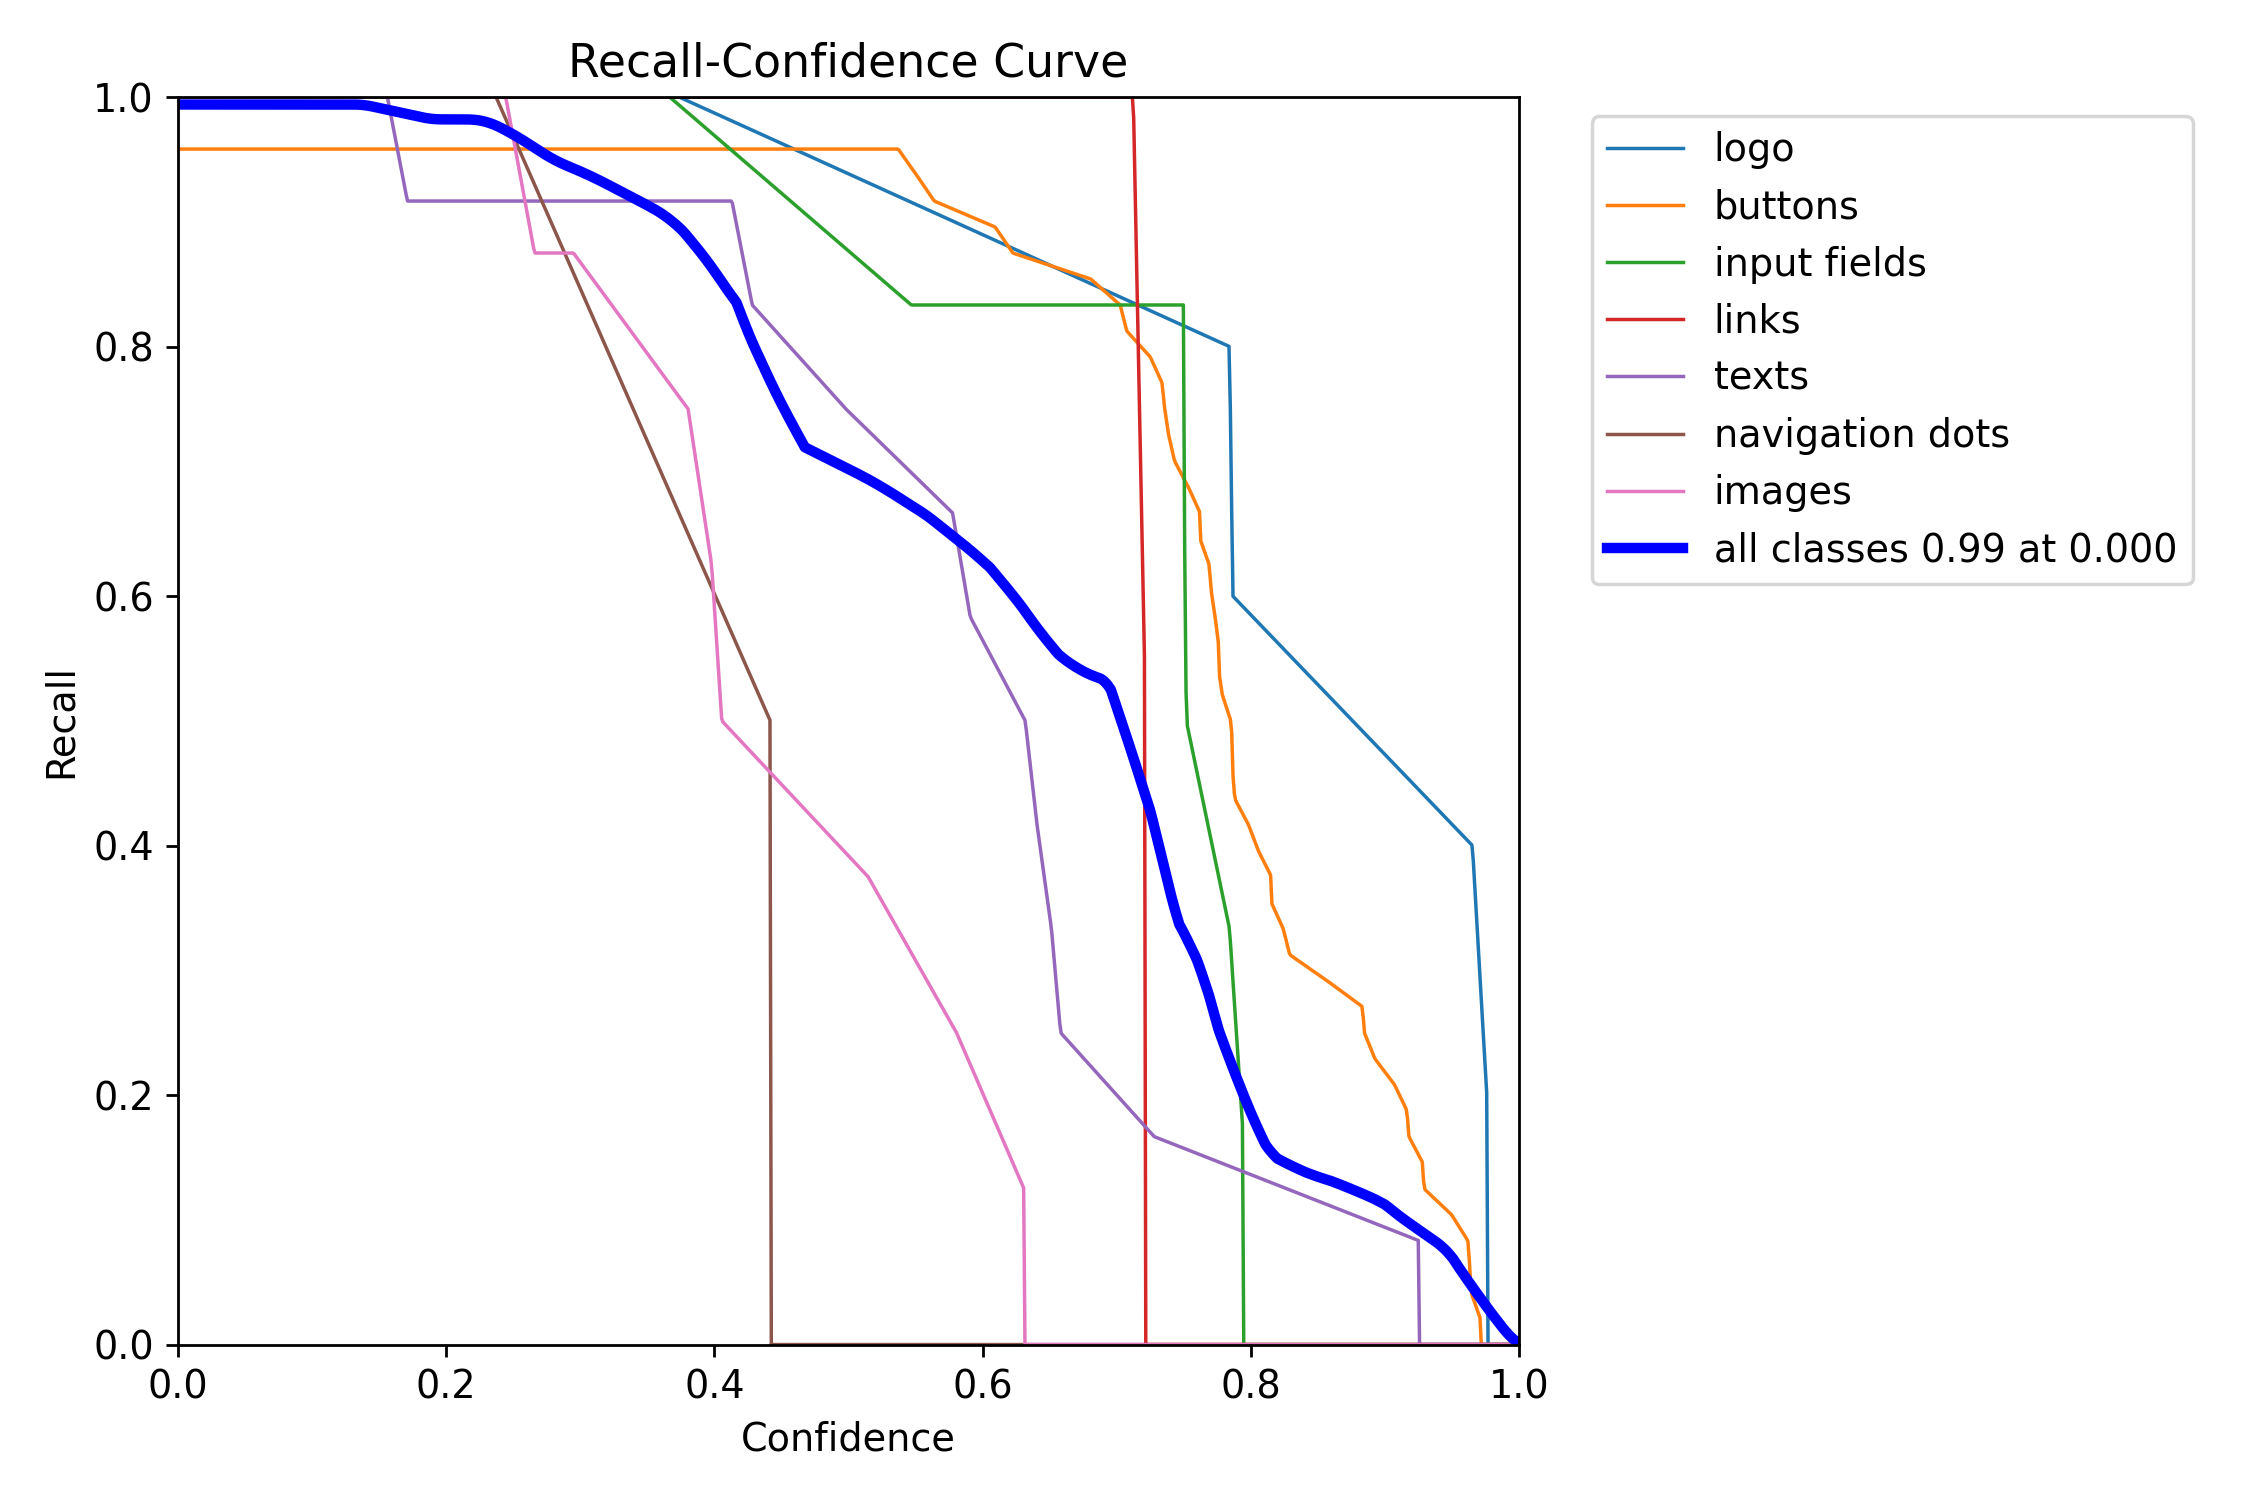 Recall-Confidence Curve
1.0
0.8
0.6
0.4
0.2
0.0
Recall
0.0 0.2 0.4 0.6 0.8 1.0
Confidence
logo
buttons
input fields
links
texts
navigation dots
images
all classes 0.99 at 0.000